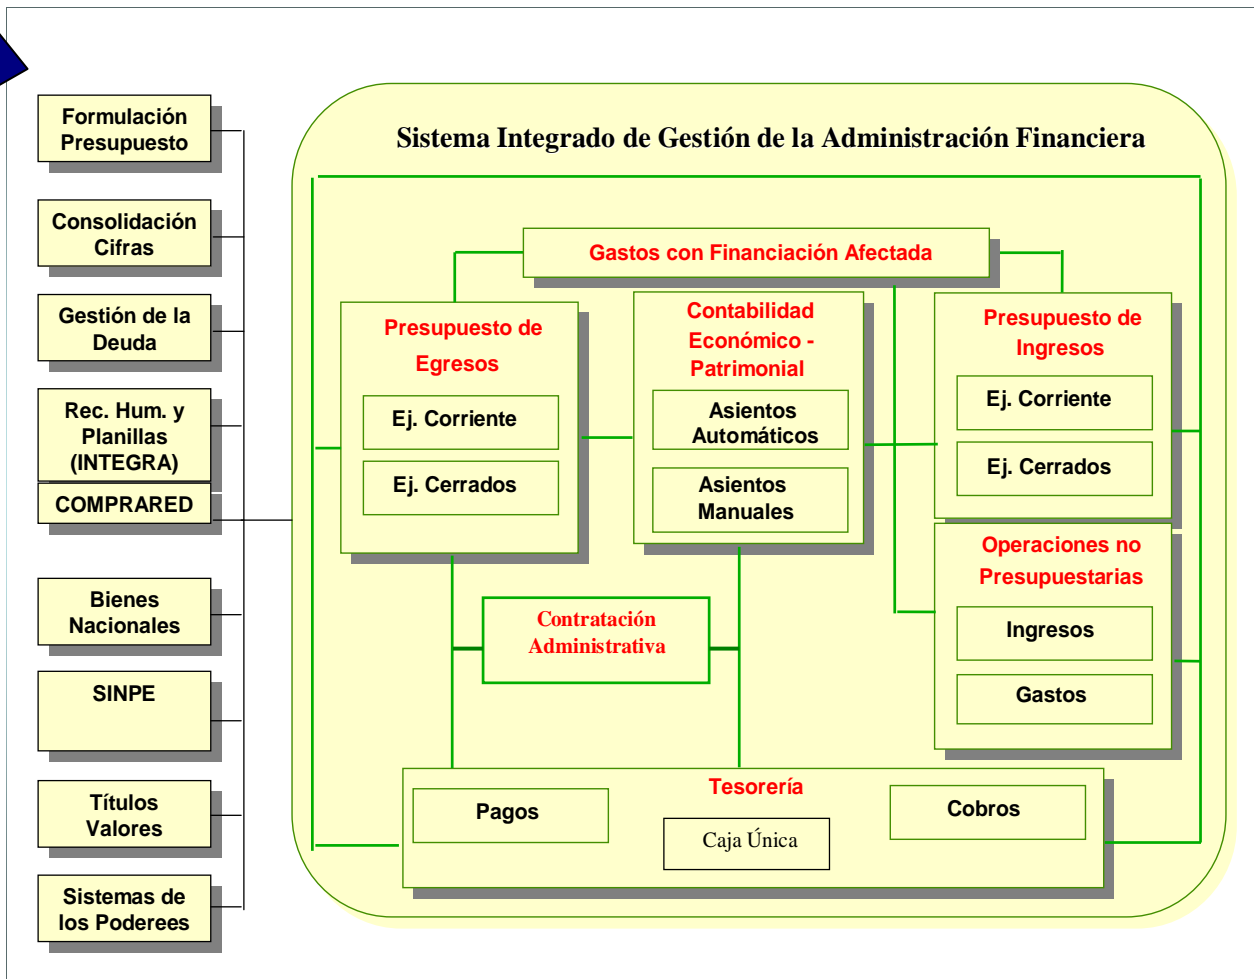 Formulación
Presupuesto
Consolidación
Cifras
Gestión de la
Deuda
Rec. Hum. y
Planillas
(INTEGRA)
COMPRARED
Bienes
Nacionales
SINPE
Títulos
Valores
Sistemas de
los Poderees
Sistema Integrado de Gestión de la Administración Financiera
Gastos con Financiación Afectada
Presupuesto de
Egresos
Ej. Corriente
Ej. Cerrados
Contabilidad
Económico -
Patrimonial
Asientos
Automáticos
Asientos
Manuales
Presupuesto de
Ingresos
Ej. Corriente
Ej. Cerrados
Operaciones no
Presupuestarias
Ingresos
Gastos
Contratación
Administrativa
Tesorería
Pagos
Caja Única
Cobros